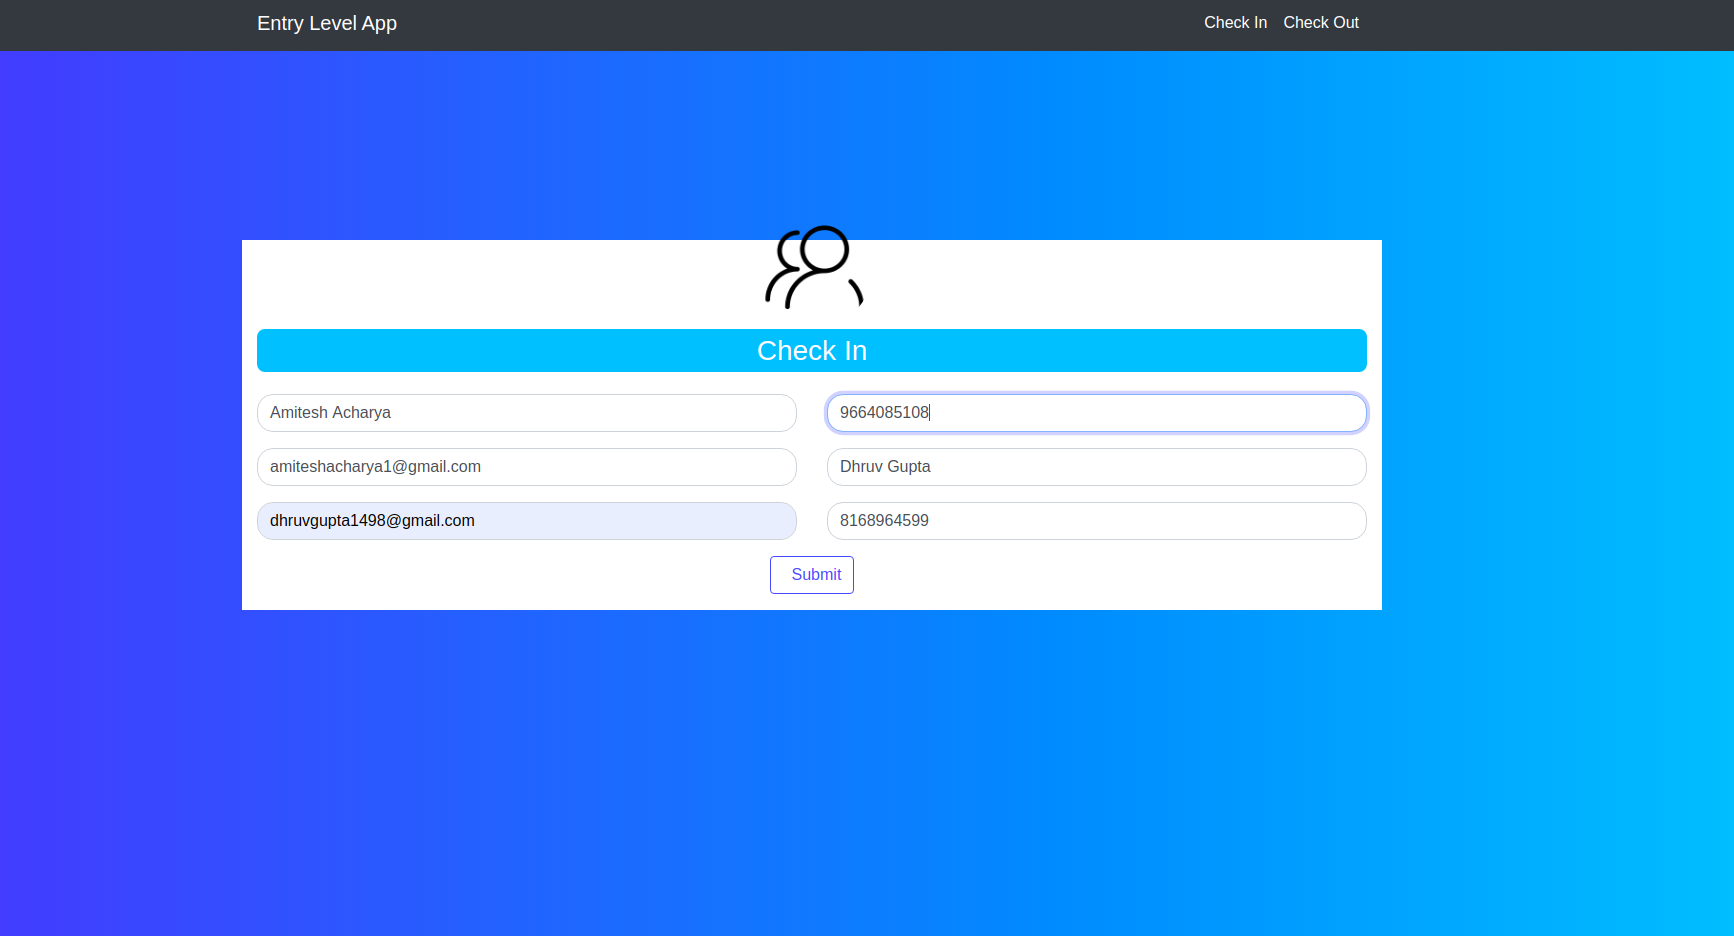 Entry Level App Check In Check Out
Check In
Amitesh Acharya 9664085108
amiteshacharya1@gmail.com Dhruv Gupta
dhruvgupta1498@gmail.com 8168964599
Submit